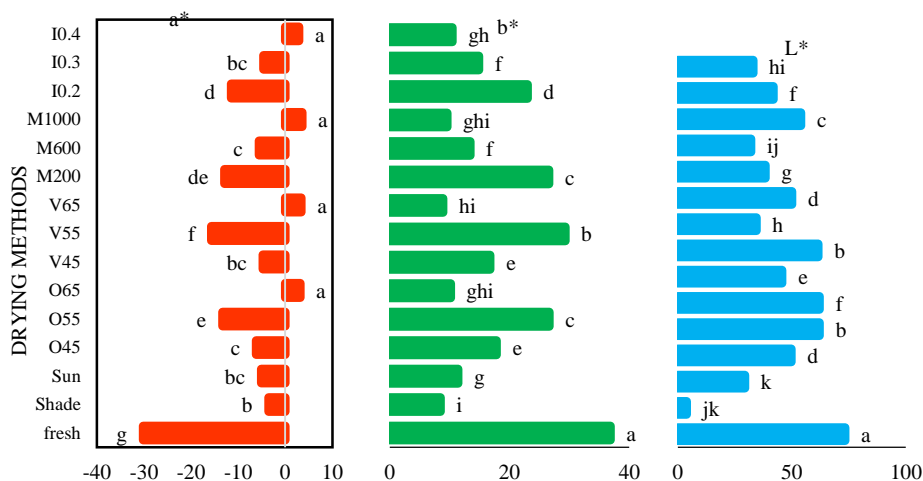 a*
b*
L*
DRYING METHODS
I0.4 a gh hi
I0.3 bc f f
I0.2 d d c
M1000 a ghi ij
M600 c f g
M200 de c d
V65 a hi h
V55 f b b
V45 bc e e
O65 a ghi f
O55 e c b
O45 c e d
Sun bc g k
Shade b i jk
fresh g a a
-40 -30 -20 -10 0 10 0 20 40 0 50 100